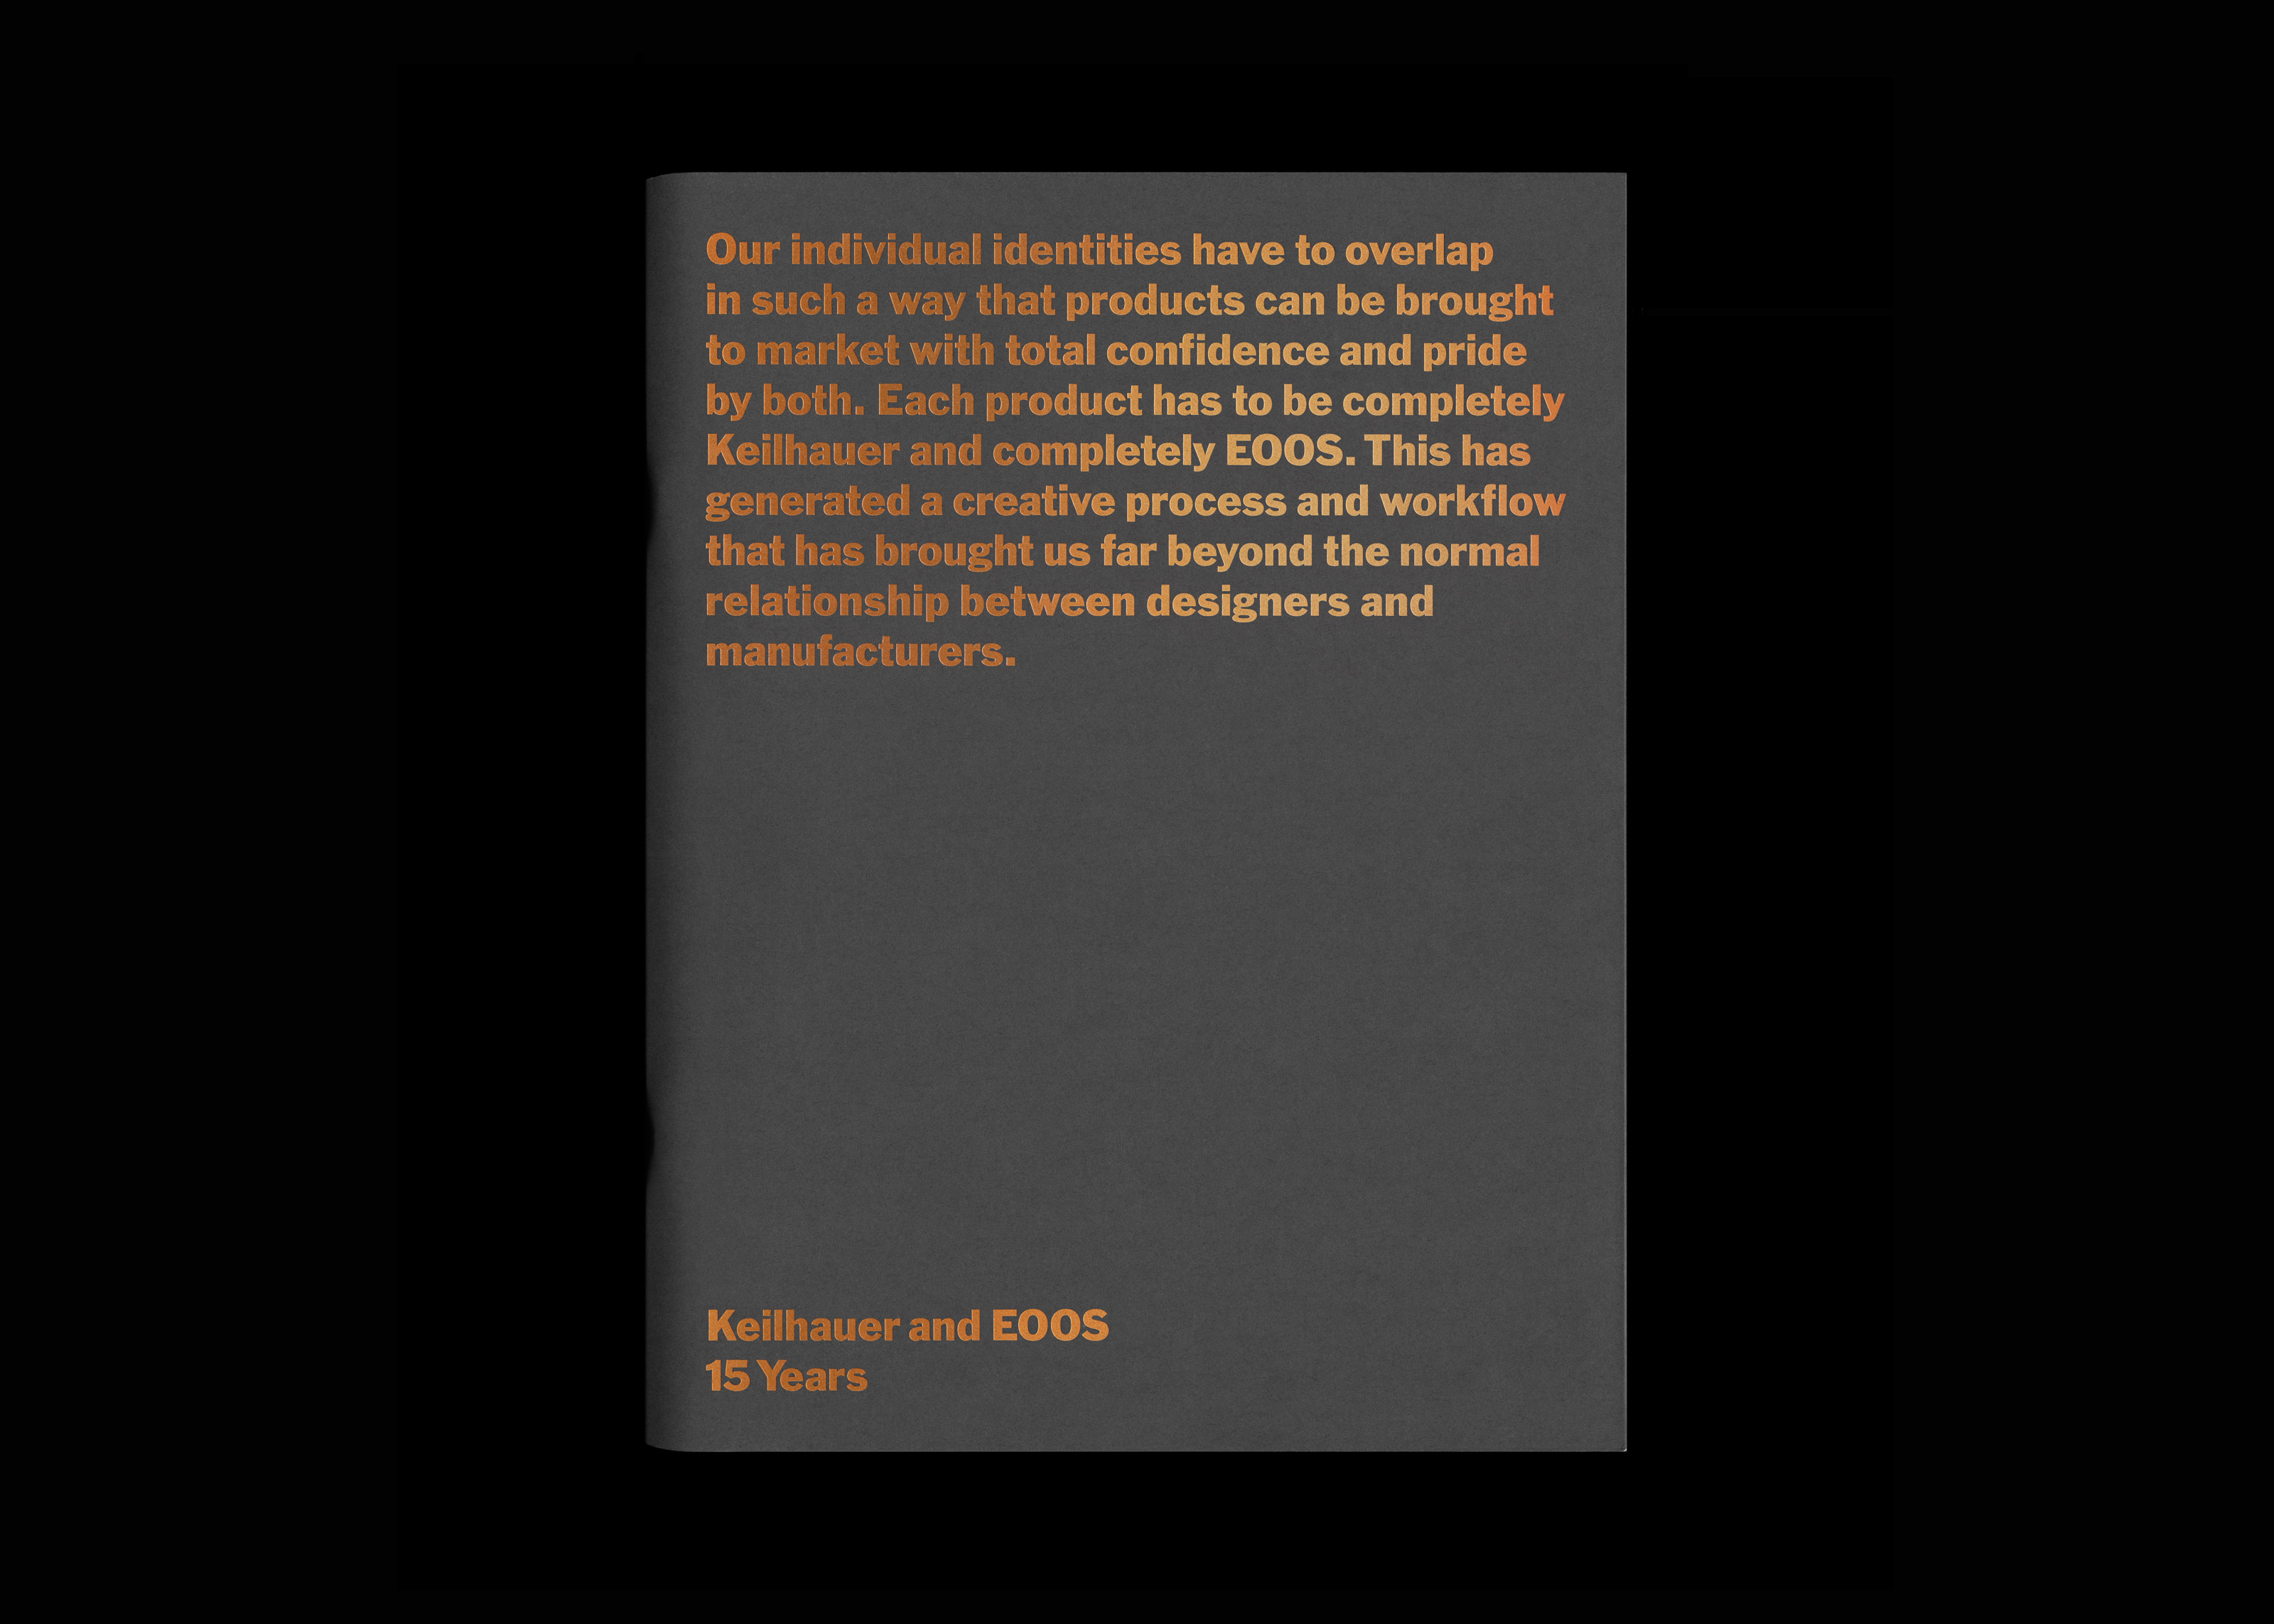 Our individual identities have to overlap
in such a way that products can be brought
to market with total confidence and pride
by both. Each product has to be completely
Keilhauer and completely EOOS. This has
generated a creative process and workflow
that has brought us far beyond the normal
relationship between designers and
manufacturers.
Keilhauer and EOOS
15 Years